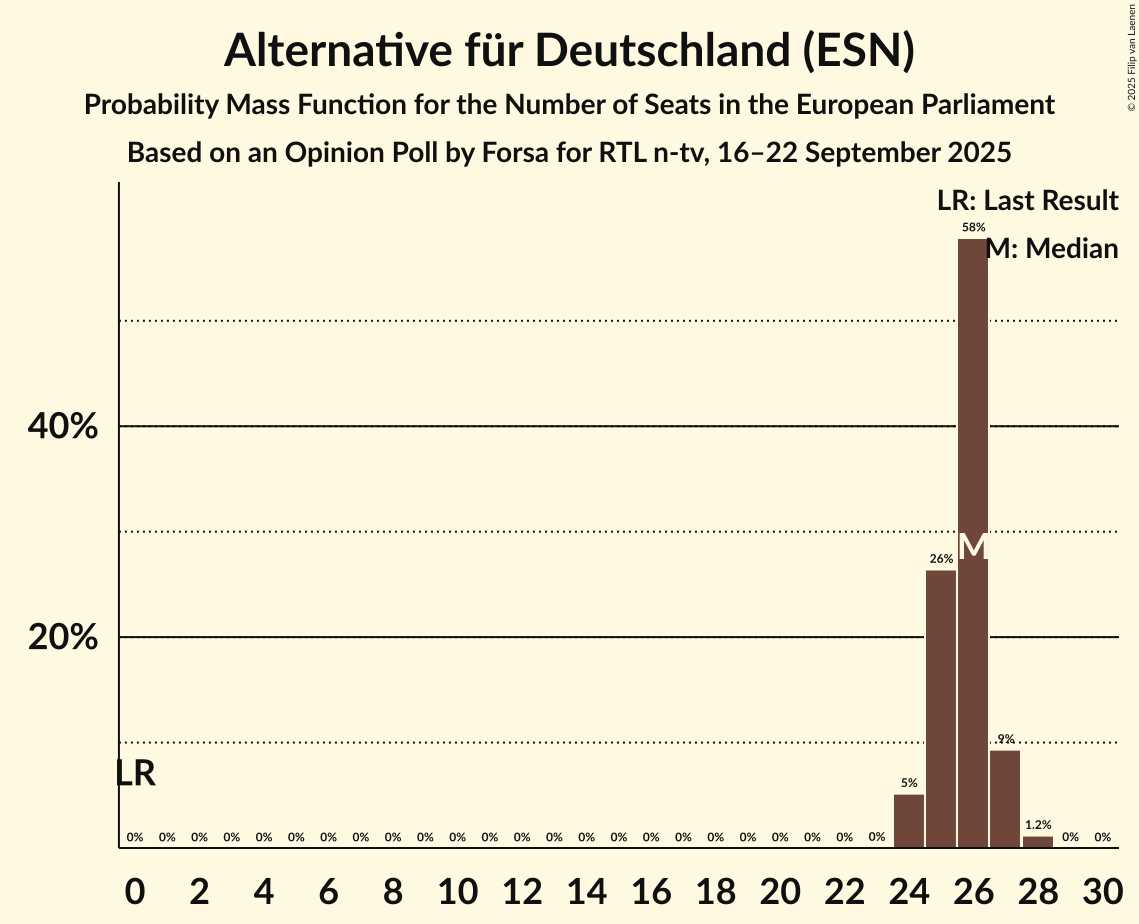 Alternative für Deutschland (ESN)
Probability Mass Function for the Number of Seats in the European Parliament
Based on an Opinion Poll by Forsa for RTL n-tv, 16–22 September 2025
© 2025 Filip van Laenen
LR: Last Result
M: Median
58%
40%
26%
M
20%
9%
LR
5%
1.2%
0% 0% 0% 0% 0% 0% 0% 0% 0% 0% 0% 0% 0% 0% 0% 0% 0% 0% 0% 0% 0% 0% 0% 0% 0% 0%
0 2 4 6 8 10 12 14 16 18 20 22 24 26 28 30